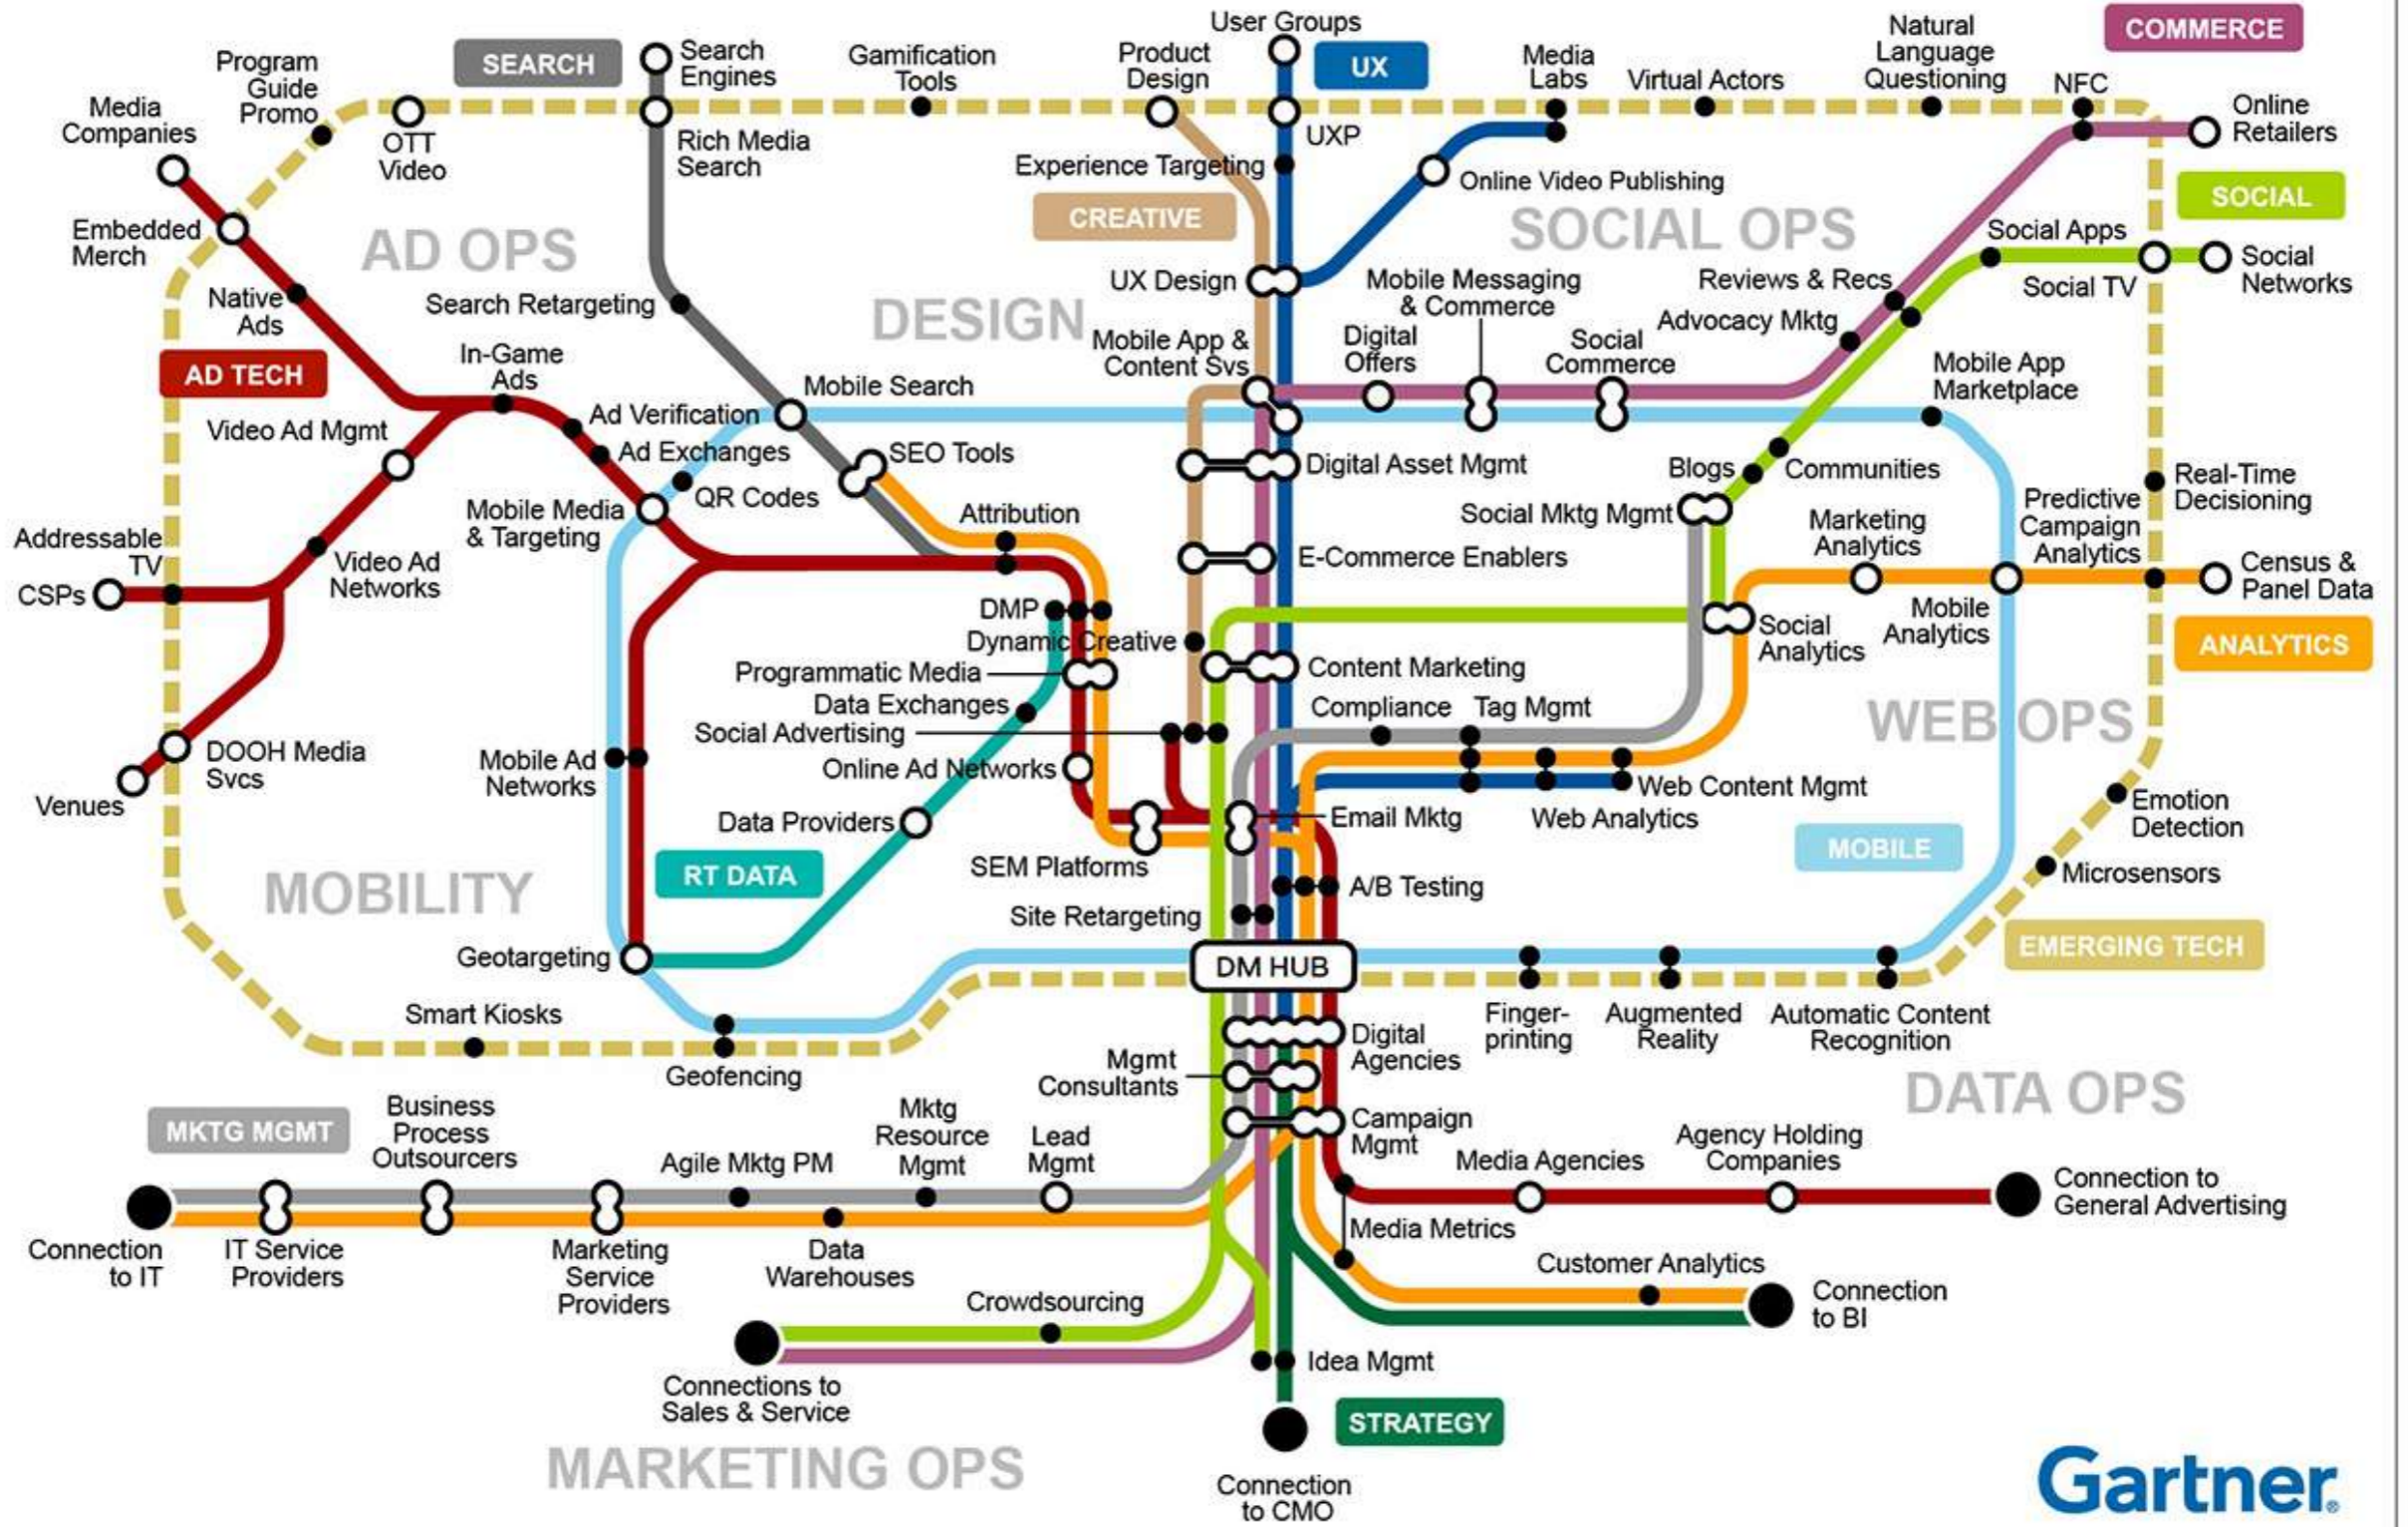 User Groups
COMMERCE
Program
Guide
Promo
SEARCH
Search
Engines
Gamification
Tools
Product
Design
UX
Media
Labs
Virtual Actors
Natural
Language
Questioning
NFC
Media
Companies
OTT
Video
Rich Media
Search
UXP
Online
Retailers
Experience Targeting
Online Video Publishing
SOCIAL
CREATIVE
Embedded
Merch
AD OPS
SOCIAL OPS
Social Apps
Social
Networks
Social TV
Native
Ads
Search Retargeting
DESIGN
UX Design
Mobile Messaging
& Commerce
Reviews & Recs
Advocacy Mktg
AD TECH
In-Game
Ads
Mobile App &
Content Svs
Digital
Offers
Social
Commerce
Mobile App
Marketplace
Mobile Search
Ad Verification
Video Ad Mgmt
Ad Exchanges
SEO Tools
Digital Asset Mgmt
Blogs
Communities
Real-Time
Decisioning
QR Codes
Mobile Media
& Targeting
Attribution
Social Mktg Mgmt
Marketing
Analytics
Predictive
Campaign
Analytics
Addressable
TV
CSPs
Video Ad
Networks
E-Commerce Enablers
Census &
Panel Data
DMP
Dynamic Creative
Mobile
Analytics
Social
Analytics
ANALYTICS
Programmatic Media
Content Marketing
Data Exchanges
Compliance
Tag Mgmt
WEB OPS
Social Advertising
DOOH Media
Svcs
Mobile Ad
Networks
Online Ad Networks
Web Content Mgmt
Venues
Data Providers
Email Mktg
Web Analytics
Emotion
Detection
MOBILE
SEM Platforms
RT DATA
Microsensors
MOBILITY
A/B Testing
Site Retargeting
EMERGING TECH
Geotargeting
DM HUB
Smart Kiosks
Finger-
printing
Augmented
Reality
Automatic Content
Recognition
Digital
Agencies
Geofencing
Mgmt
Consultants
DATA OPS
MKTG MGMT
Business
Process
Outsourcers
Agile Mktg PM
Mktg
Resource
Mgmt
Lead
Mgmt
Campaign
Mgmt
Media Agencies
Agency Holding
Companies
Connection to
General Advertising
Media Metrics
Connection
to IT
IT Service
Providers
Marketing
Service
Providers
Data
Warehouses
Customer Analytics
Connection
to BI
Crowdsourcing
Idea Mgmt
Connections to
Sales & Service
STRATEGY
MARKETING OPS
Connection
to CMO
Gartner®